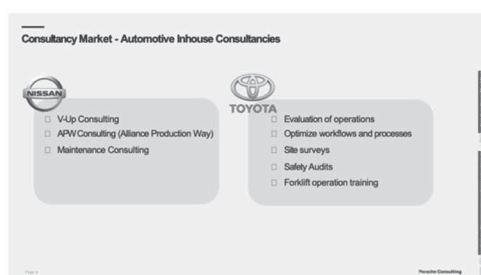 Consultancy Market - Automotive Inhouse Consultancies
NISSAN
V-Up Consulting
APW Consulting (Alliance Production Way)
Maintenance Consulting
TOYOTA
Evaluation of operations
Optimize workflows and processes
Site surveys
Safety Audits
Forklift operation training
Porsche Consulting